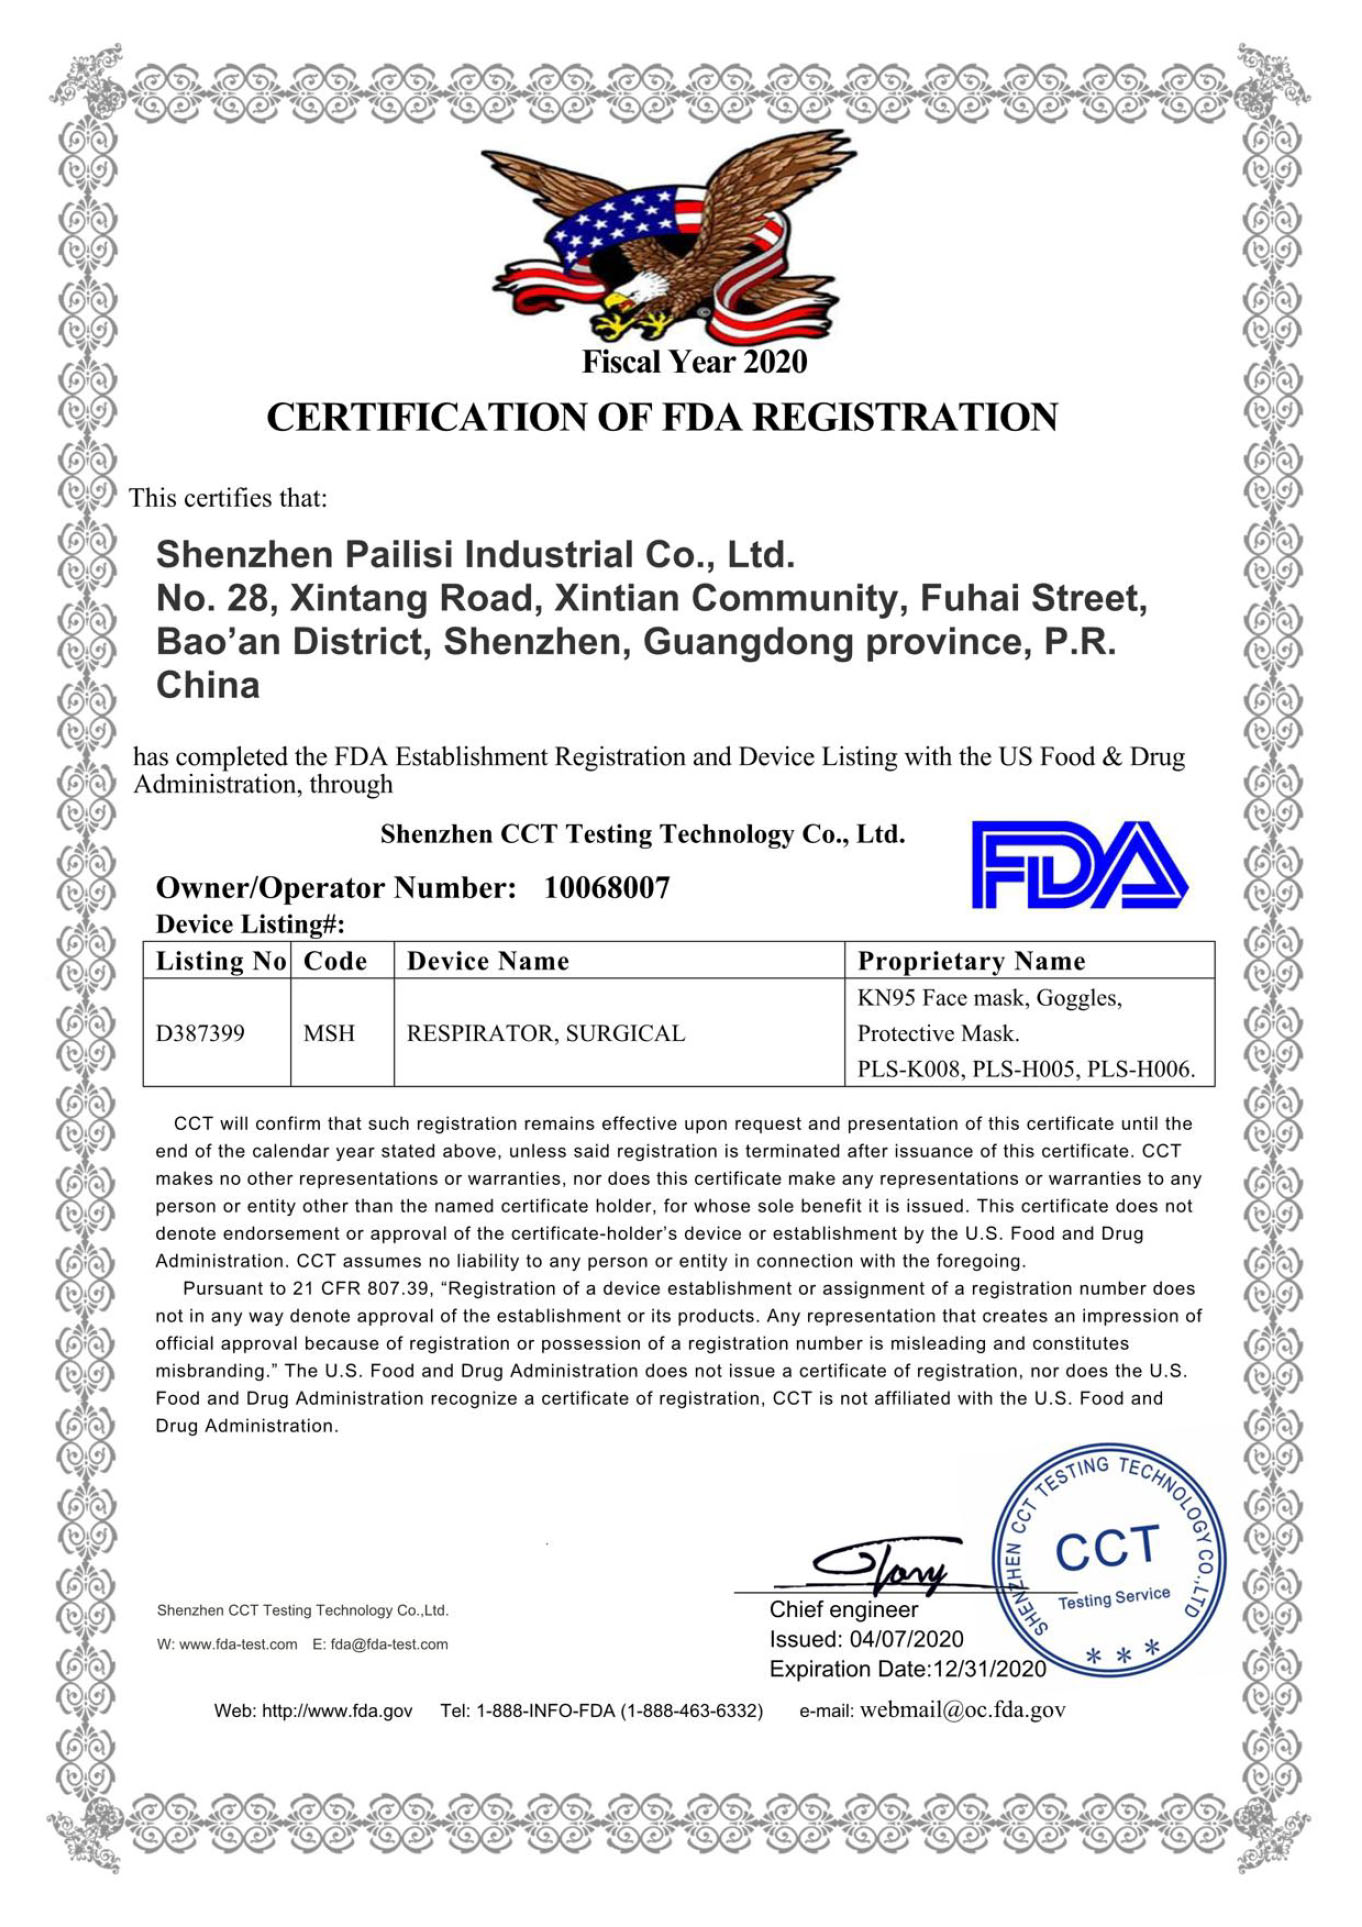 Fiscal Year 2020
CERTIFICATION OF FDA REGISTRATION
This certifies that:
Shenzhen Pailisi Industrial Co., Ltd.
No. 28, Xintang Road, Xintian Community, Fuhai Street,
Bao’an District, Shenzhen, Guangdong province, P.R.
China
has completed the FDA Establishment Registration and Device Listing with the US Food & Drug
Administration, through
Shenzhen CCT Testing Technology Co., Ltd.
FDA
Owner/Operator Number: 10068007
Device Listing#:
Listing No Code Device Name Proprietary Name
D387399 MSH RESPIRATOR, SURGICAL KN95 Face mask, Goggles,
Protective Mask.
PLS-K008, PLS-H005, PLS-H006.
CCT will confirm that such registration remains effective upon request and presentation of this certificate until the
end of the calendar year stated above, unless said registration is terminated after issuance of this certificate. CCT
makes no other representations or warranties, nor does this certificate make any representations or warranties to any
person or entity other than the named certificate holder, for whose sole benefit it is issued. This certificate does not
denote endorsement or approval of the certificate-holder’s device or establishment by the U.S. Food and Drug
Administration. CCT assumes no liability to any person or entity in connection with the foregoing.
Pursuant to 21 CFR 807.39, “Registration of a device establishment or assignment of a registration number does
not in any way denote approval of the establishment or its products. Any representation that creates an impression of
official approval because of registration or possession of a registration number is misleading and constitutes
misbranding.” The U.S. Food and Drug Administration does not issue a certificate of registration, nor does the U.S.
Food and Drug Administration recognize a certificate of registration, CCT is not affiliated with the U.S. Food and
Drug Administration.
SHENZHEN CCT TESTING TECHNOLOGY CO.,LTD
CCT
Testing Service
* * *
Shenzhen CCT Testing Technology Co.,Ltd.
W: www.fda-test.com E: fda@fda-test.com
Chief engineer
Issued: 04/07/2020
Expiration Date:12/31/2020
Web: http://www.fda.gov Tel: 1-888-INFO-FDA (1-888-463-6332) e-mail: webmail@oc.fda.gov